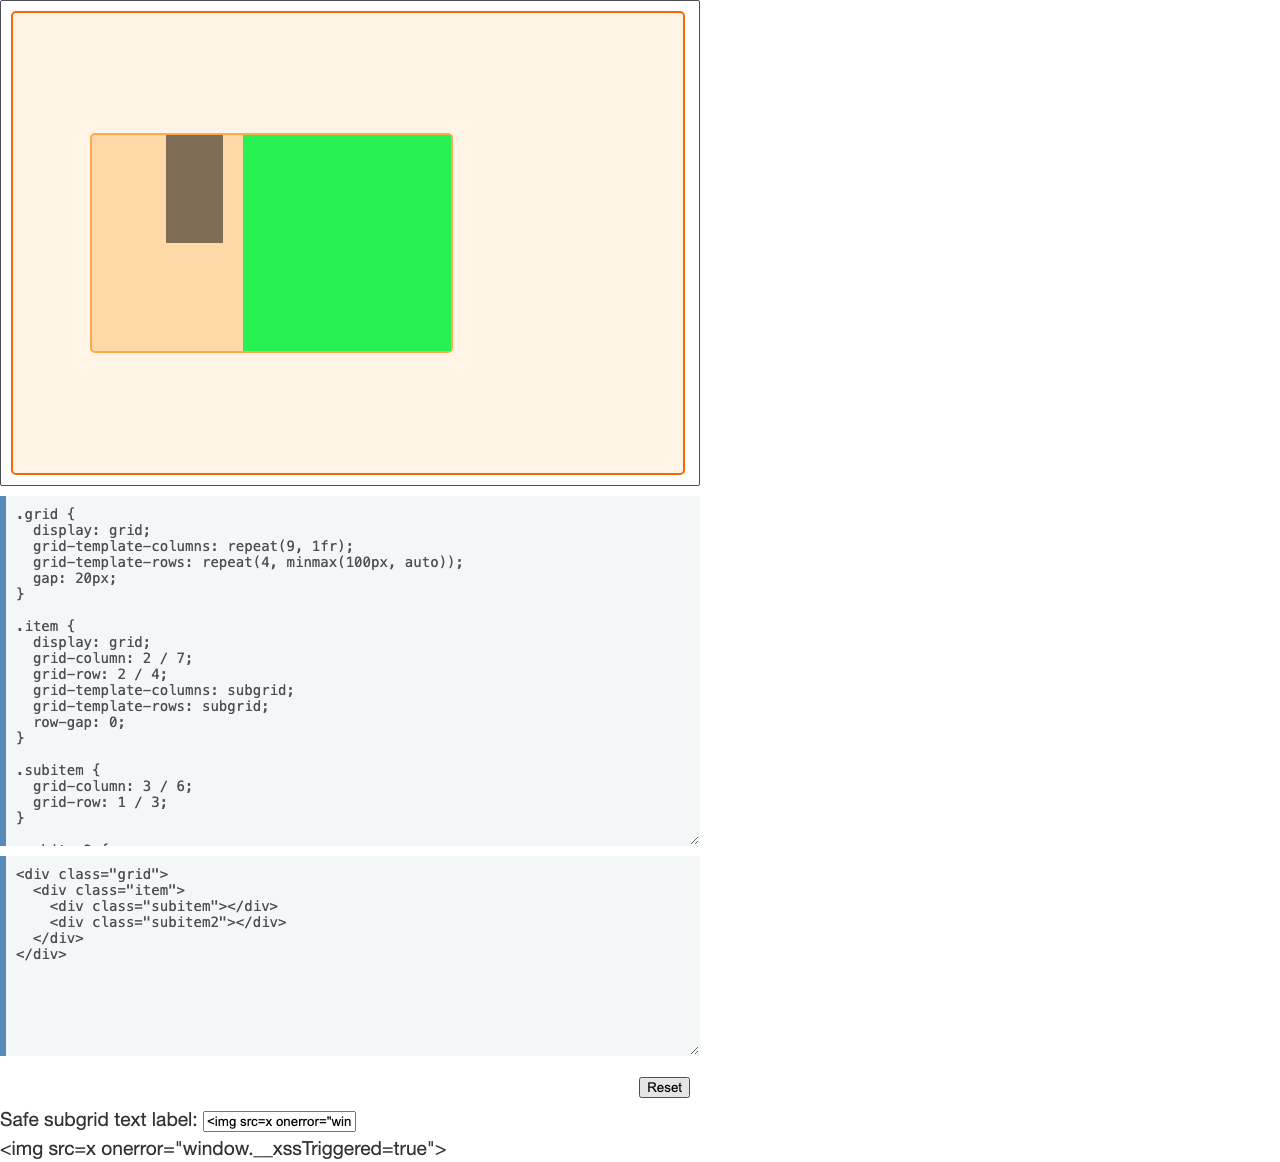 .grid {
  display: grid;
  grid-template-columns: repeat(9, 1fr);
  grid-template-rows: repeat(4, minmax(100px, auto));
  gap: 20px;
}

.item {
  display: grid;
  grid-column: 2 / 7;
  grid-row: 2 / 4;
  grid-template-columns: subgrid;
  grid-template-rows: subgrid;
  row-gap: 0;
}

.subitem {
  grid-column: 3 / 6;
  grid-row: 1 / 3;
}

<div class="grid">
  <div class="item">
    <div class="subitem"></div>
    <div class="subitem2"></div>
  </div>
</div>

Reset
Safe subgrid text label: <img src=x onerror="win
<img src=x onerror="window.__xssTriggered=true">